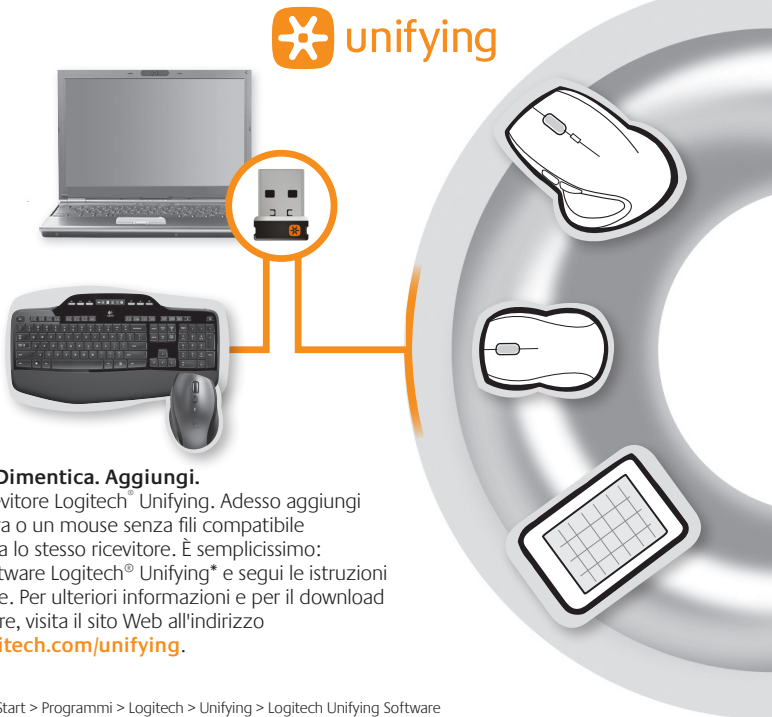 unifying
Dimentica. Aggiungi.
evitore Logitech® Unifying. Adesso aggiungi
a o un mouse senza fili compatibile
a lo stesso ricevitore. È semplicissimo:
tware Logitech® Unifying* e segui le istruzioni
e. Per ulteriori informazioni e per il download
re, visita il sito Web all'indirizzo
itech.com/unifying.
Start > Programmi > Logitech > Unifying > Logitech Unifying Software